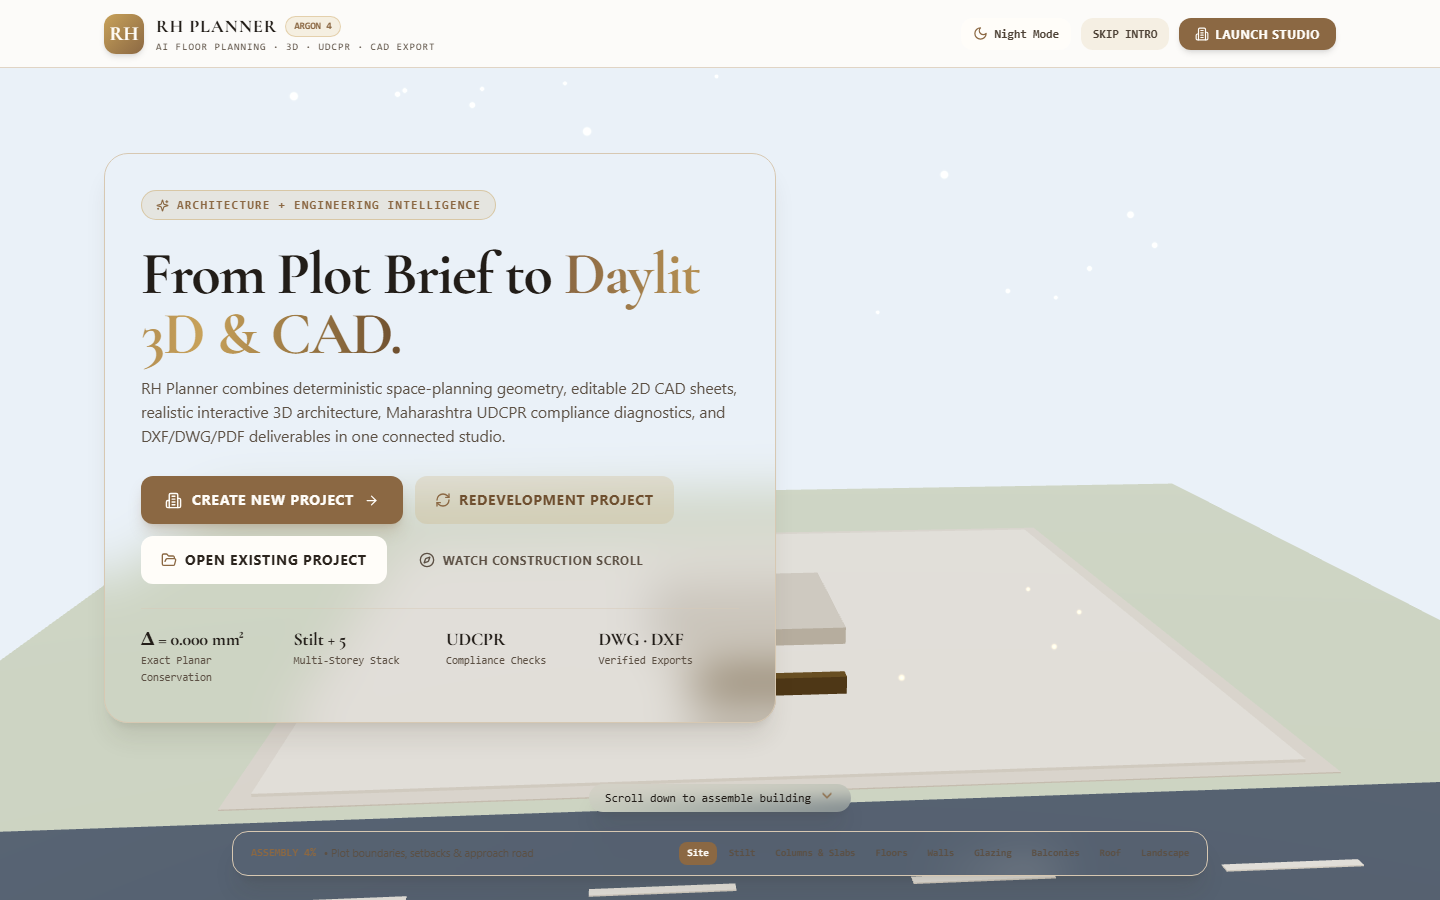 RH
RH PLANNER
ARGON 4
AI FLOOR PLANNING · 3D · UDCPR · CAD EXPORT
Night Mode
SKIP INTRO
LAUNCH STUDIO
ARCHITECTURE + ENGINEERING INTELLIGENCE
From Plot Brief to Daylit
3D & CAD.
RH Planner combines deterministic space-planning geometry, editable 2D CAD sheets,
realistic interactive 3D architecture, Maharashtra UDCPR compliance diagnostics, and
DXF/DWG/PDF deliverables in one connected studio.
CREATE NEW PROJECT →
REDEVELOPMENT PROJECT
OPEN EXISTING PROJECT
WATCH CONSTRUCTION SCROLL
Δ = 0.000 mm²
Exact Planar
Conservation
Stilt + 5
Multi-Storey Stack
UDCPR
Compliance Checks
DWG · DXF
Verified Exports
Scroll down to assemble building
ASSEMBLY 4% • Plot boundaries, setbacks & approach road
Site Stilt Columns & Slabs Floors Walls Glazing Balconies Roof Landscape